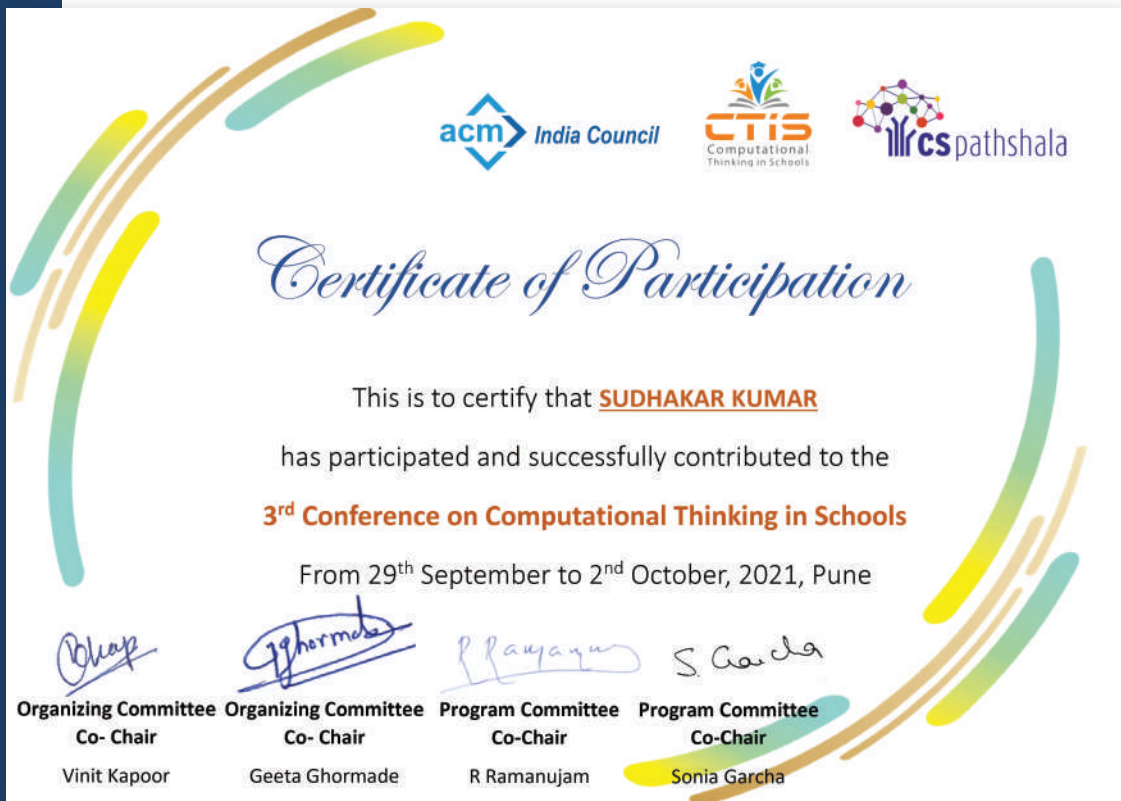 acm India Council
CTiS
Computational
Thinking in Schools
CS pathshala
Certificate of Participation
This is to certify that SUDHAKAR KUMAR
has participated and successfully contributed to the
3rd Conference on Computational Thinking in Schools
From 29th September to 2nd October, 2021, Pune
GGhormade
R Ramanujam
S. Garcha
Organizing Committee Organizing Committee Program Committee Program Committee
Co- Chair Co- Chair Co-Chair Co-Chair
Vinit Kapoor Geeta Ghormade R Ramanujam Sonia Garcha